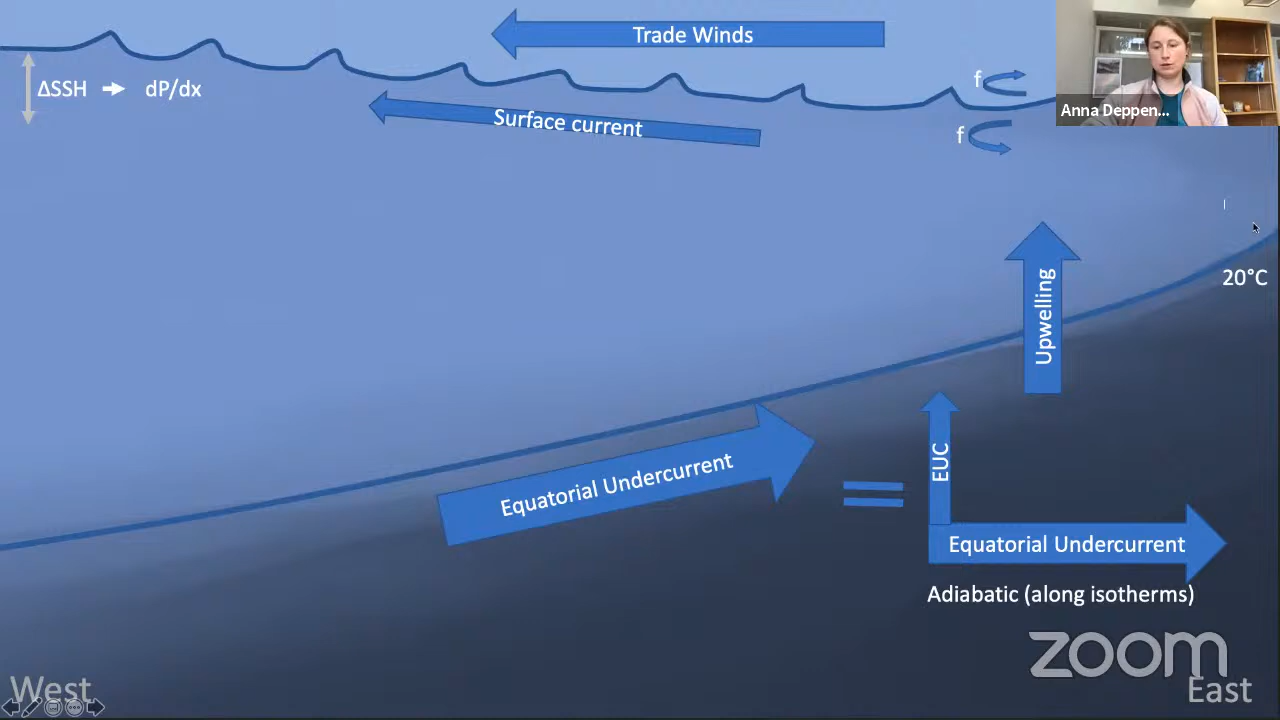 Trade Winds
ΔSSH → dP/dx
f
Anna Deppen...
Surface current
f
20°C
Upwelling
Equatorial Undercurrent
=
EUC
Equatorial Undercurrent
Adiabatic (along isotherms)
zoom
West
East